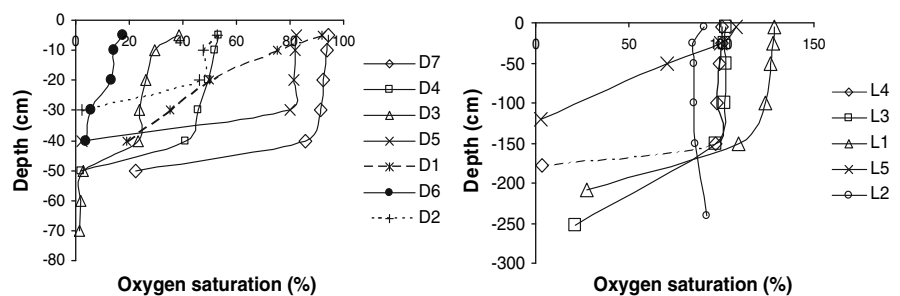 0 20 40 60 80 100
0
-10
-20
-30
-40
-50
-60
-70
-80
Depth (cm)
Oxygen saturation (%)
D7
D4
D3
D5
D1
D6
D2
0 50 100 150
0
-50
-100
-150
-200
-250
-300
Depth (cm)
Oxygen saturation (%)
L4
L3
L1
L5
L2